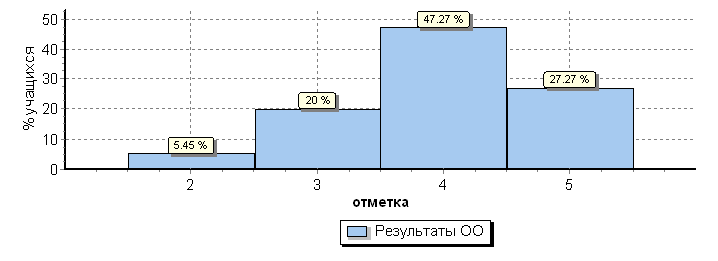 % учащихся
50
40
30
20
10
0
5.45 %
20 %
47.27 %
27.27 %
2 3 4 5
отметка
Результаты ОО